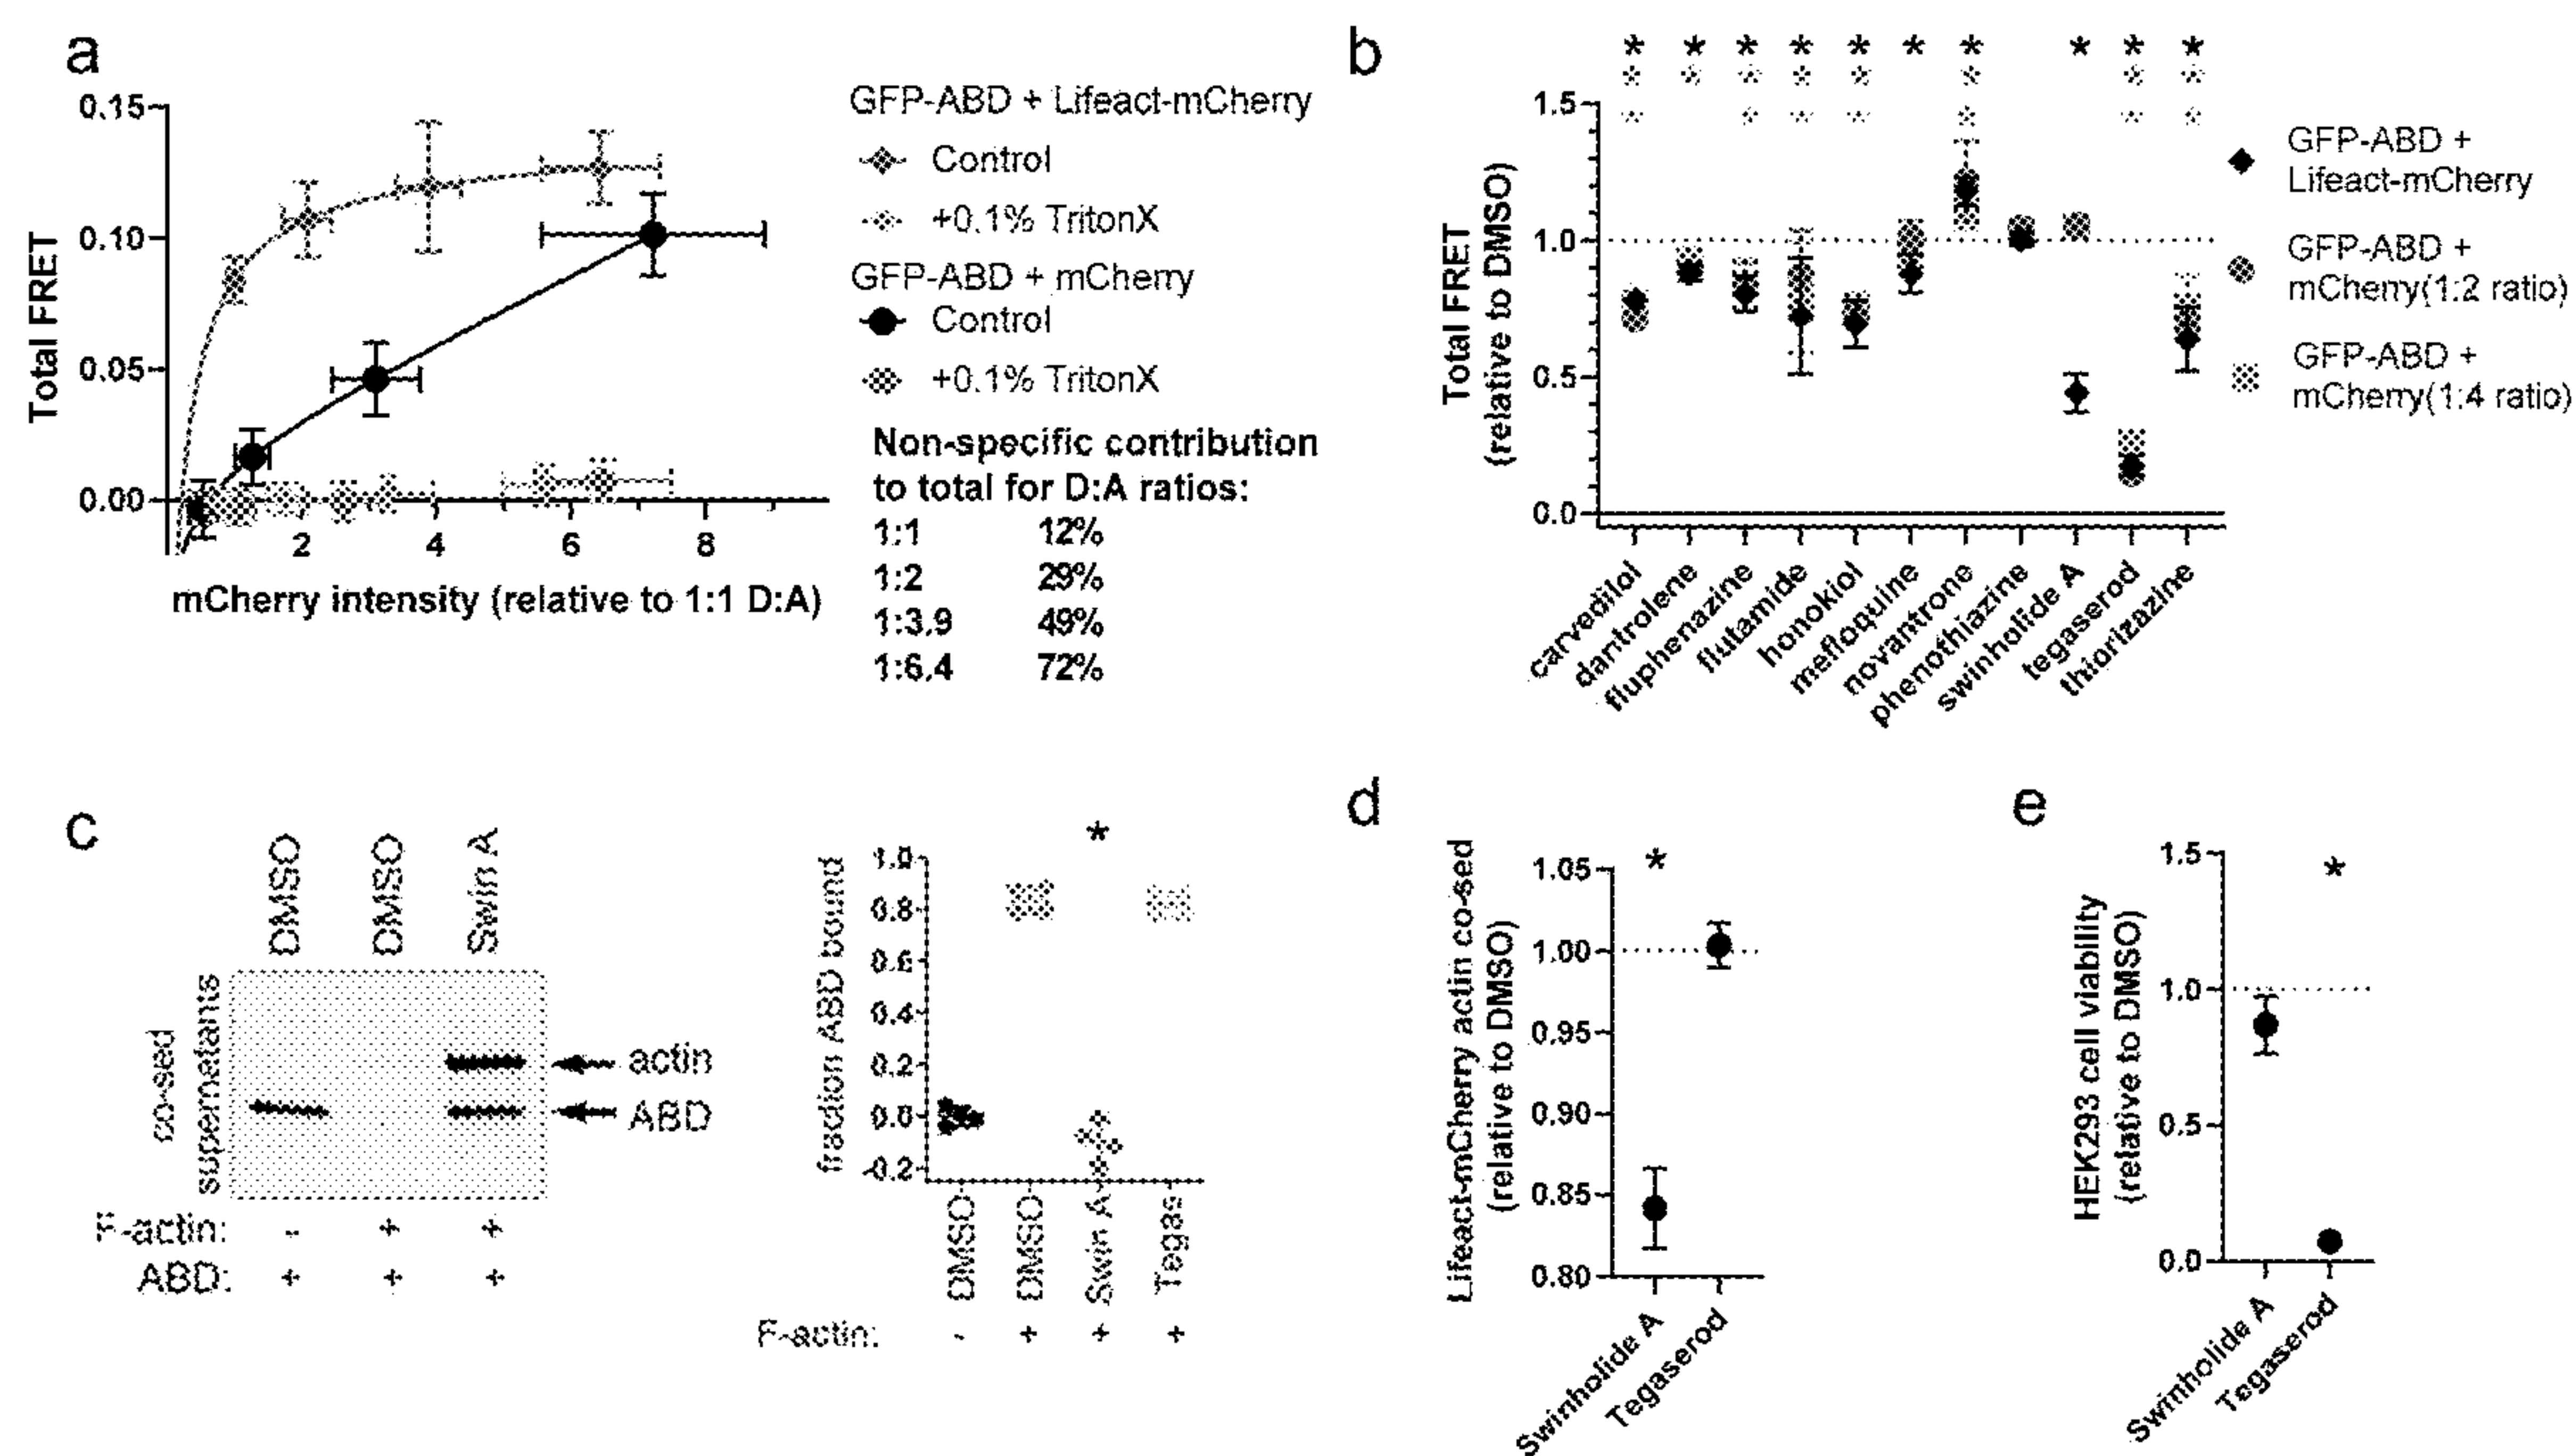 a
0.15
0.10
0.05
0.00
2
4
6
8
Total FRET
mCherry intensity (relative to 1:1 D:A)
GFP-ABD + Lifeact-mCherry
Control
+0.1% TritonX
GFP-ABD + mCherry
Control
+0.1% TritonX
Non-specific contribution
to total for D:A ratios:
1:1 12%
1:2 29%
1:3.9 49%
1:6.4 72%
b
* * * * * * * * * *
* * * * * * * *
* * * * * * *
1.5
1.0
0.5
0.0
Total FRET
(relative to DMSO)
carvedilol
dantrolene
fluphenazine
flutamide
honokiol
mefloquine
novantrone
phenothiazine
swinholide A
tegaserod
thiorizazine
GFP-ABD +
Lifeact-mCherry
GFP-ABD +
mCherry(1:2 ratio)
GFP-ABD +
mCherry(1:4 ratio)
c
DMSO
DMSO
Swin A
co-sed
supernatants
actin
ABD
F-actin: - + +
ABD: + + +
*
fraction ABD bound
1.0
0.8
0.6
0.4
0.2
0.0
-0.2
DMSO
DMSO
Swin A
Tegas
F-actin: - + + +
d
*
Lifeact-mCherry actin co-sed
(relative to DMSO)
1.05
1.00
0.95
0.90
0.85
0.80
Swinholide A
Tegaserod
e
*
HEK293 cell viability
(relative to DMSO)
1.5
1.0
0.5
0.0
Swinholide A
Tegaserod